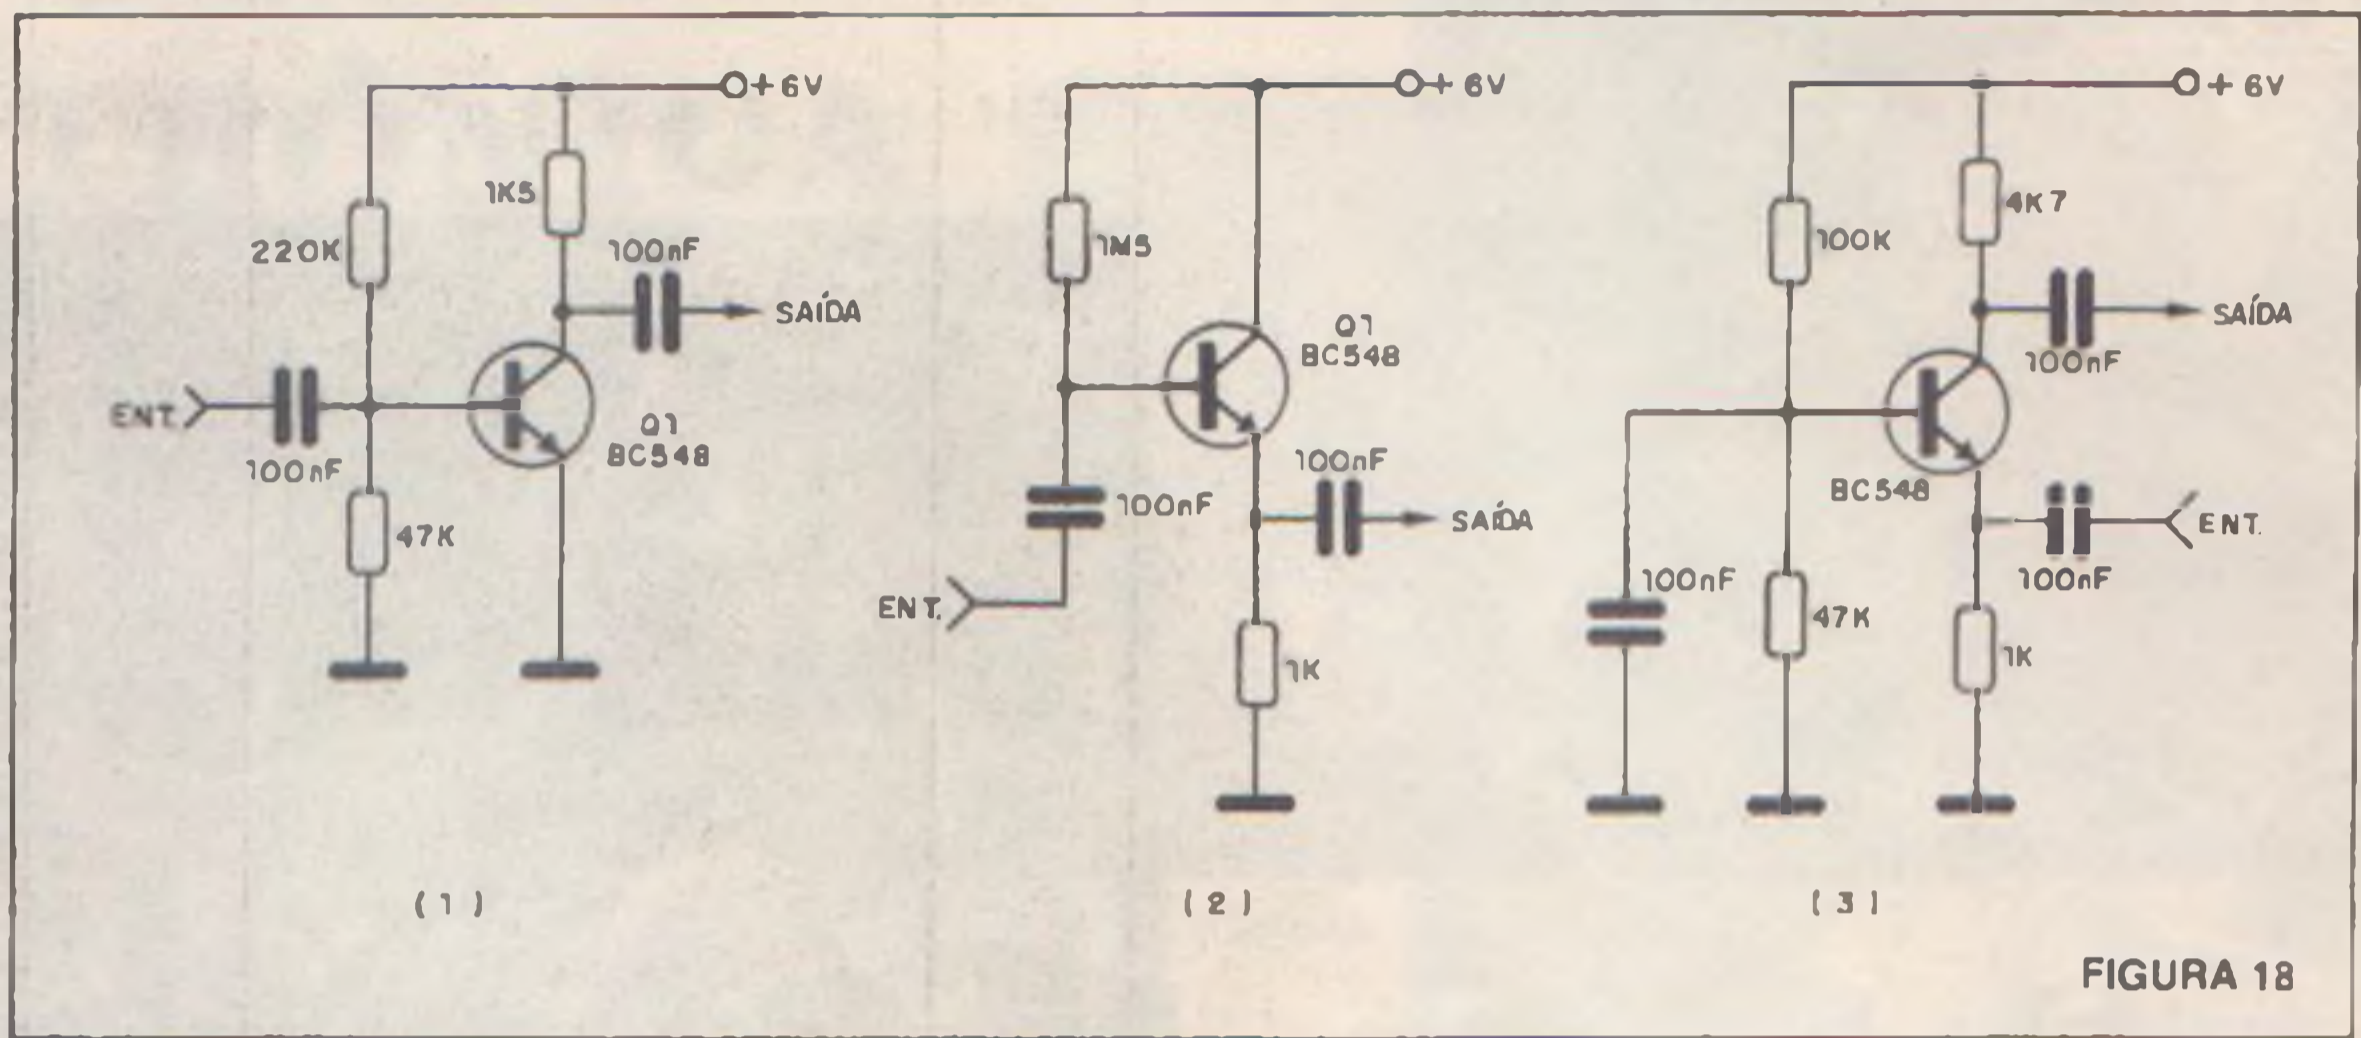 + 6V
1K5
220K
100nF
SAÍDA
ENT.
100nF
Q1
BC548
47K
(1)
+ 6V
1M5
Q1
BC548
100nF
100nF
SAÍDA
ENT.
1K
(2)
+ 6V
4K7
100K
SAÍDA
100nF
BC548
ENT.
100nF
100nF
47K
1K
(3)
FIGURA 18